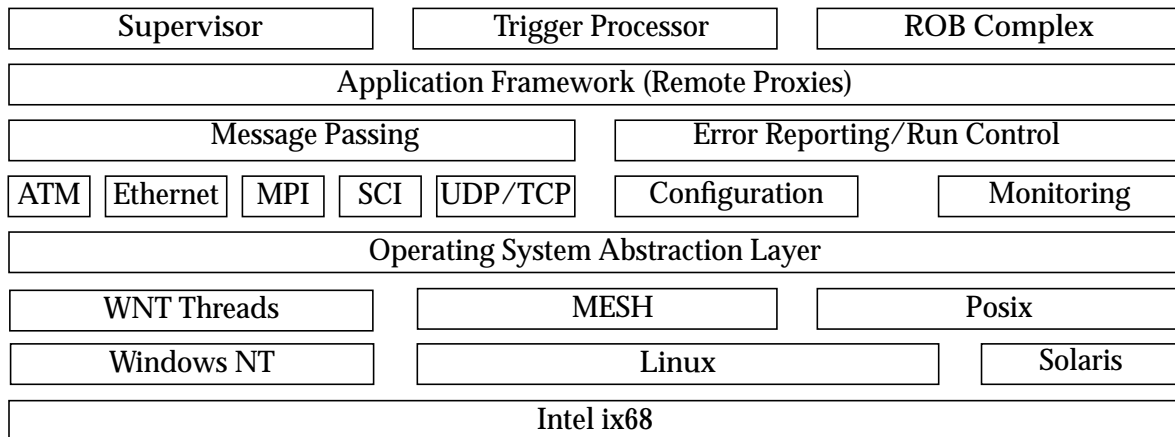 Supervisor
Trigger Processor
ROB Complex
Application Framework (Remote Proxies)
Message Passing
Error Reporting/Run Control
ATM
Ethernet
MPI
SCI
UDP/TCP
Configuration
Monitoring
Operating System Abstraction Layer
WNT Threads
MESH
Posix
Windows NT
Linux
Solaris
Intel ix68